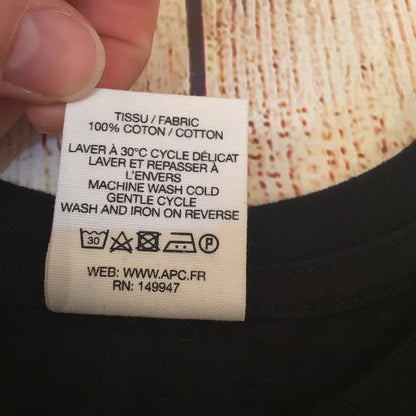 TISSU / FABRIC
100% COTON / COTTON
LAVER À 30°C CYCLE DÉLICAT
LAVER ET REPASSER À
L'ENVERS
MACHINE WASH COLD
GENTLE CYCLE
WASH AND IRON ON REVERSE
30 P
WEB: WWW.APC.FR
RN: 149947